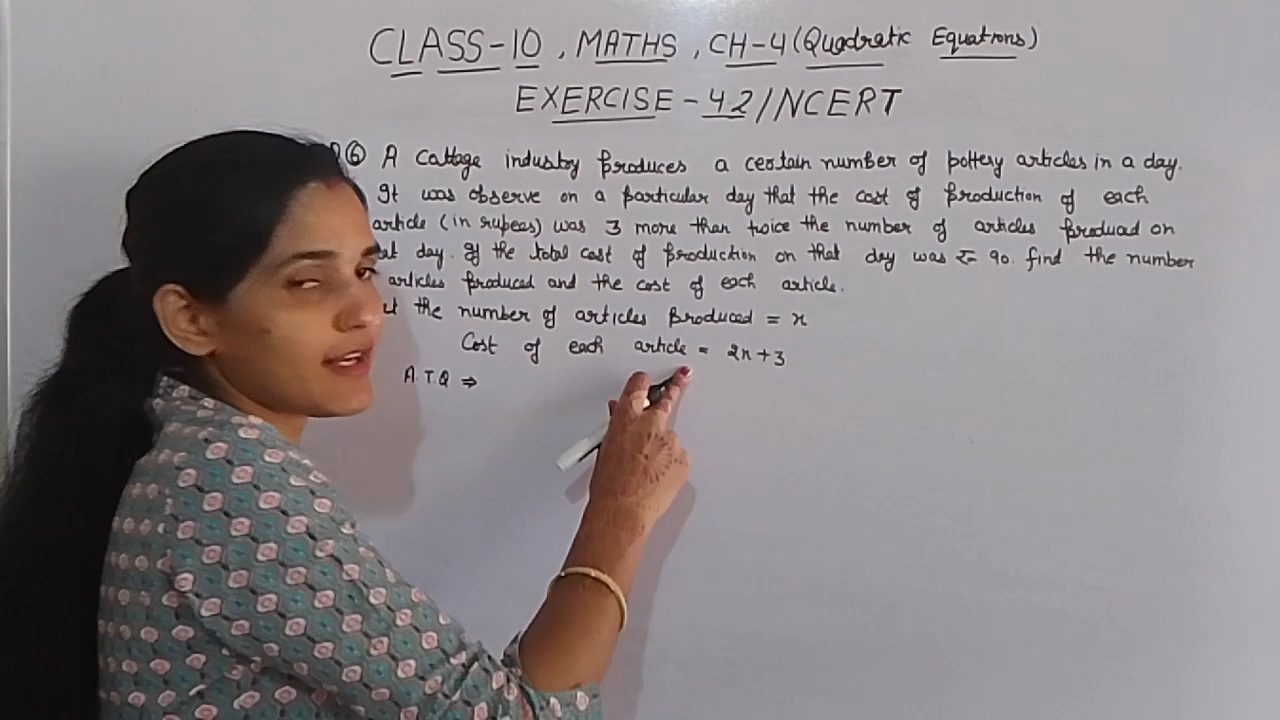 CLASS-10, MATHS, CH-4 (Quadratic Equations)
EXERCISE-4.2/NCERT
Q⑥ A Cattage industry produces a certain number of pottery articles in a day.
It was observe on a particular day that the cost of production of each
article (in rupees) was 3 more than twice the number of articles produced on
day. If the total cost of production on that day was ₹ 90. find the number
articles produced and the cost of each article.
the number of articles produced = x
Cost of each article = 2x+3
A.T.Q ⇒